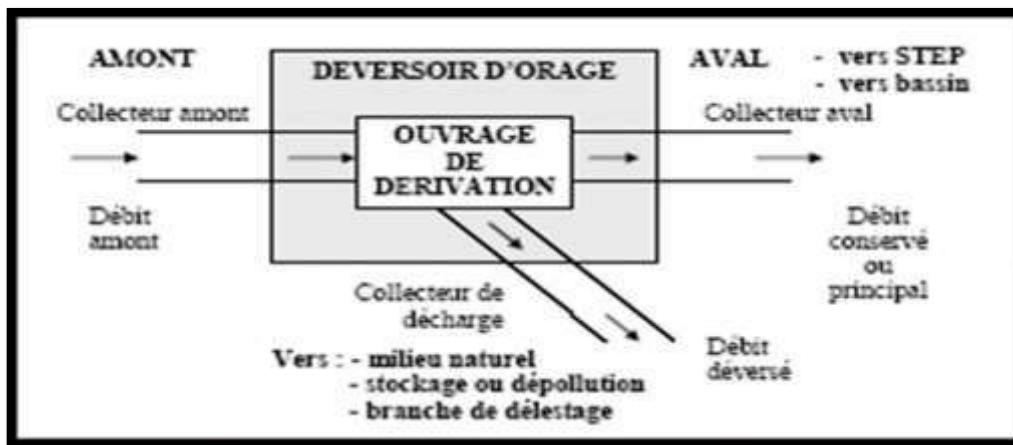 AMONT
DEVERSOIR D'ORAGE
AVAL
- vers STEP
- vers bassin
Collecteur amont
Collecteur aval
OUVRAGE
DE
DERIVATION
Débit
amont
Débit
conservé
ou
principal
Collecteur de
décharge
Vers : - milieu naturel
- stockage ou dépollution
- branche de délestage
Débit
déversé